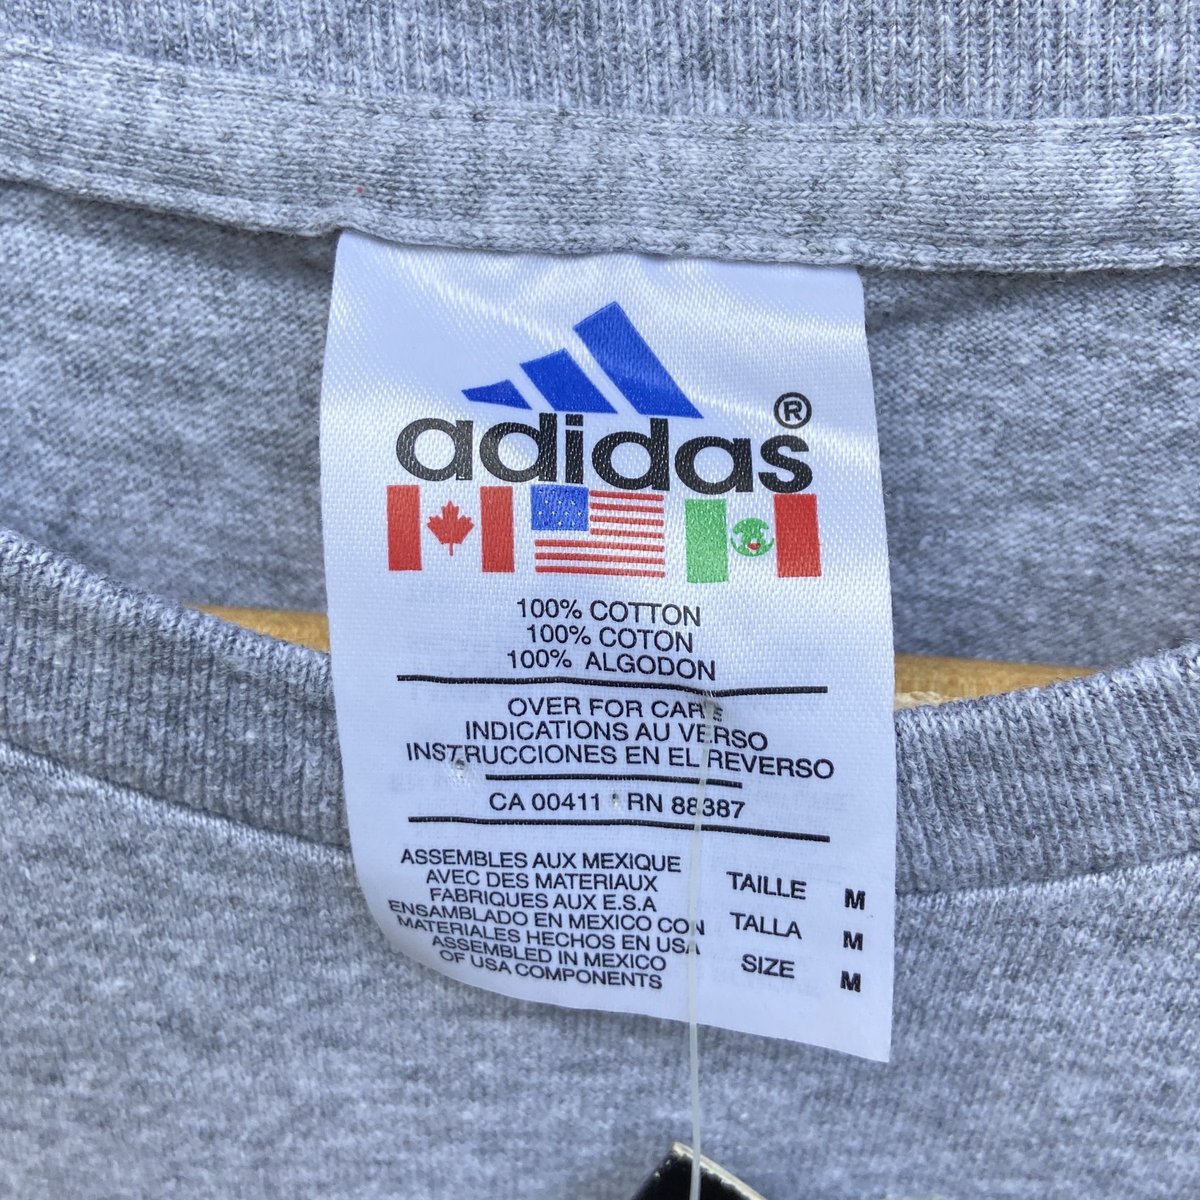 adidas®
100% COTTON
100% COTON
100% ALGODON
OVER FOR CARE
INDICATIONS AU VERSO
INSTRUCCIONES EN EL REVERSO
CA 00411 RN 88387
ASSEMBLES AUX MEXIQUE
AVEC DES MATERIAUX
FABRIQUES AUX E.S.A
ENSAMBLADO EN MEXICO CON
MATERIALES HECHOS EN USA
ASSEMBLED IN MEXICO
OF USA COMPONENTS
TAILLE M
TALLA M
SIZE M